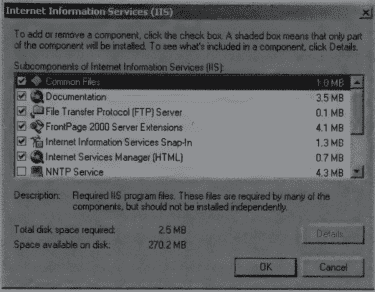 Internet Information Services (IIS)
To add or remove a component, click the check box. A shaded box means that only part
of the component will be installed. To see what's included in a component, click Details.
Subcomponents of Internet Information Services (IIS):
Common Files 1.0 MB
Documentation 3.5 MB
File Transfer Protocol (FTP) Server 0.1 MB
FrontPage 2000 Server Extensions 4.1 MB
Internet Information Services Snap-In 1.3 MB
Internet Services Manager (HTML) 0.7 MB
NNTP Service 4.3 MB
Description: Required IIS program files. These files are required by many of the
components, but should not be installed independently.
Total disk space required: 2.5 MB
Space available on disk: 270.2 MB
Details...
OK Cancel